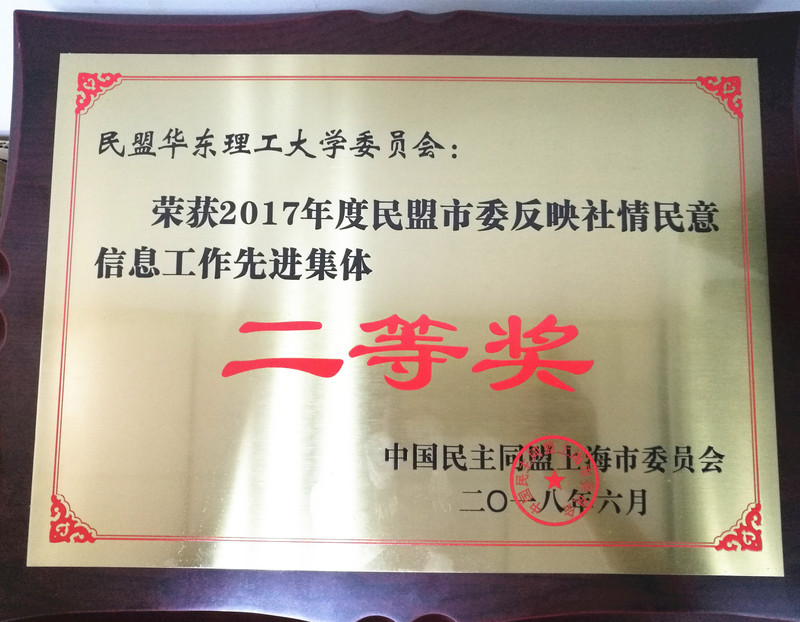 民盟华东理工大学委员会：
荣获2017年度民盟市委反映社情民意
信息工作先进集体
二等奖
中国民主同盟上海市委员会
二〇一八年六月